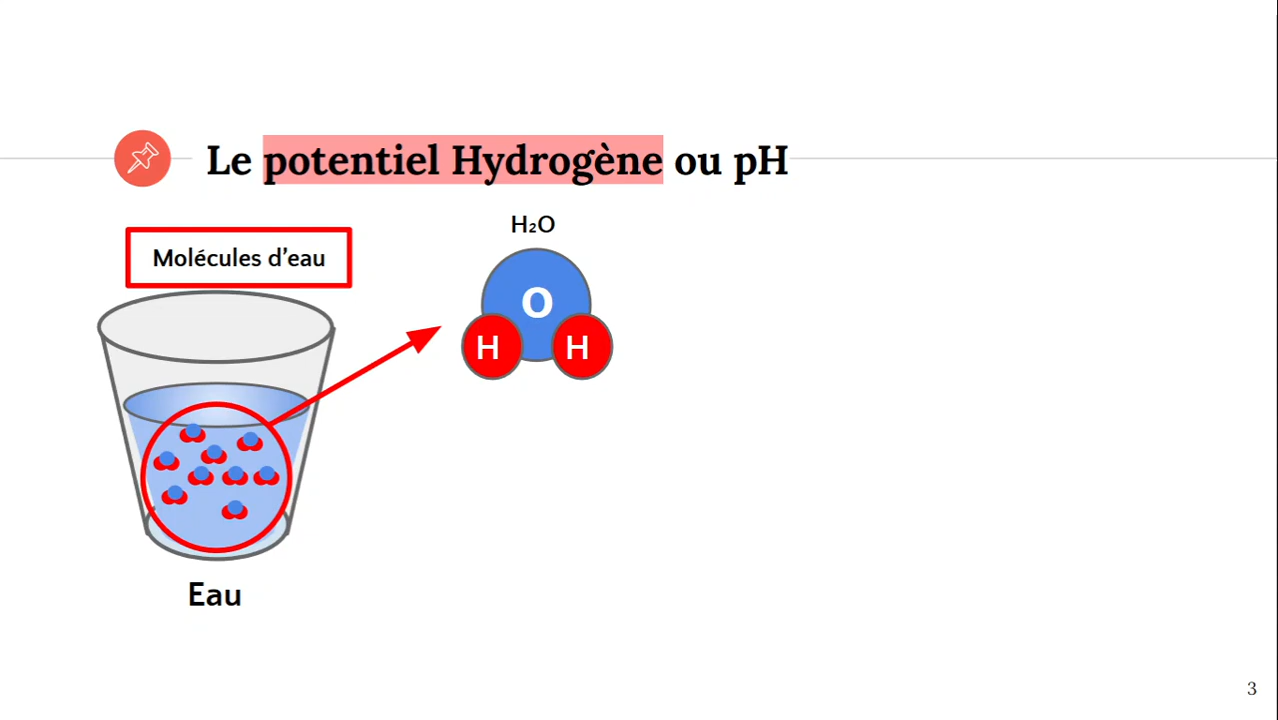 Le potentiel Hydrogène ou pH
H₂O
Molécules d’eau
O
H H
Eau
3